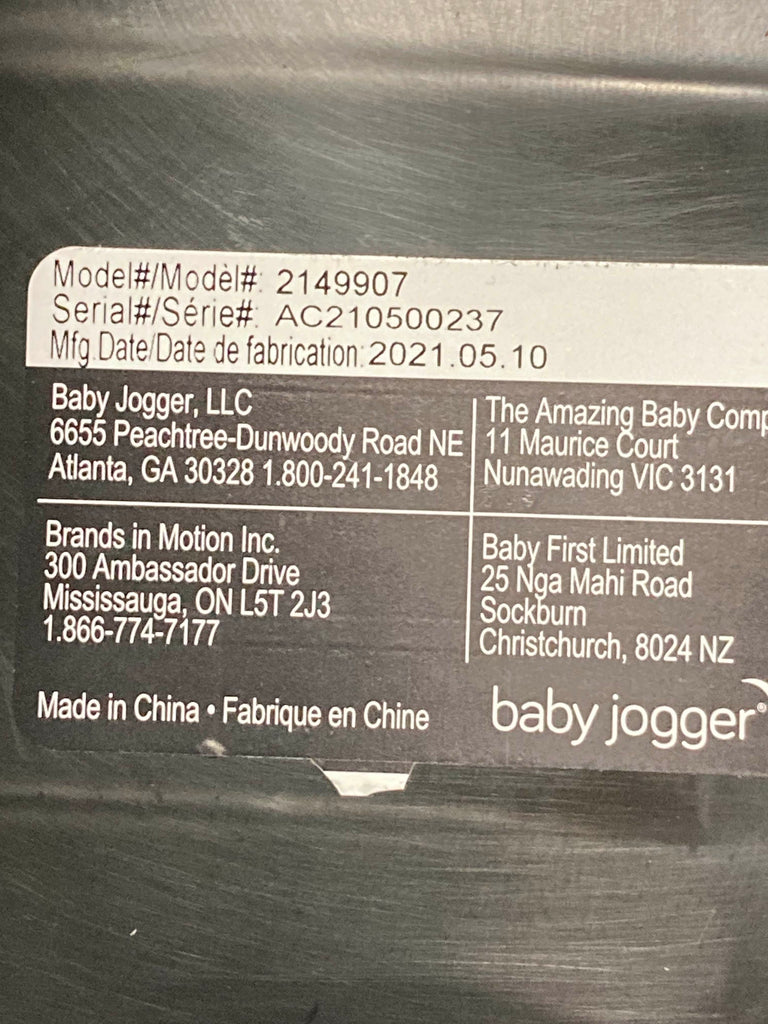 Model#/Modèl#: 2149907
Serial#/Série#: AC210500237
Mfg.Date/Date de fabrication:2021.05.10
Baby Jogger, LLC
6655 Peachtree-Dunwoody Road NE
Atlanta, GA 30328 1.800-241-1848
The Amazing Baby
11 Maurice Court
Nunawading VIC 3131
Brands in Motion Inc.
300 Ambassador Drive
Mississauga, ON L5T 2J3
1.866-774-7177
Baby First Limited
25 Nga Mahi Road
Sockburn
Christchurch, 8024 NZ
Made in China • Fabrique en Chine
baby jogger®